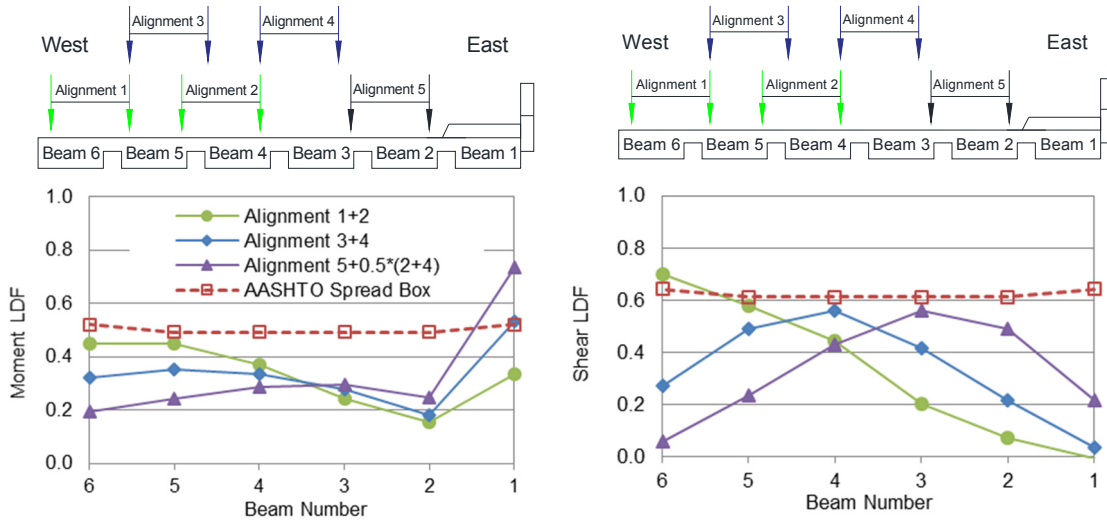 Alignment 3
Alignment 4
West
East
Alignment 1
Alignment 2
Alignment 5
Beam 6
Beam 5
Beam 4
Beam 3
Beam 2
Beam 1
Moment LDF
1.0
0.8
0.6
0.4
0.2
0.0
Alignment 1+2
Alignment 3+4
Alignment 5+0.5*(2+4)
AASHTO Spread Box
6
5
4
3
2
1
Beam Number
Alignment 3
Alignment 4
West
East
Alignment 1
Alignment 2
Alignment 5
Beam 6
Beam 5
Beam 4
Beam 3
Beam 2
Beam 1
Shear LDF
1.0
0.8
0.6
0.4
0.2
0.0
6
5
4
3
2
1
Beam Number